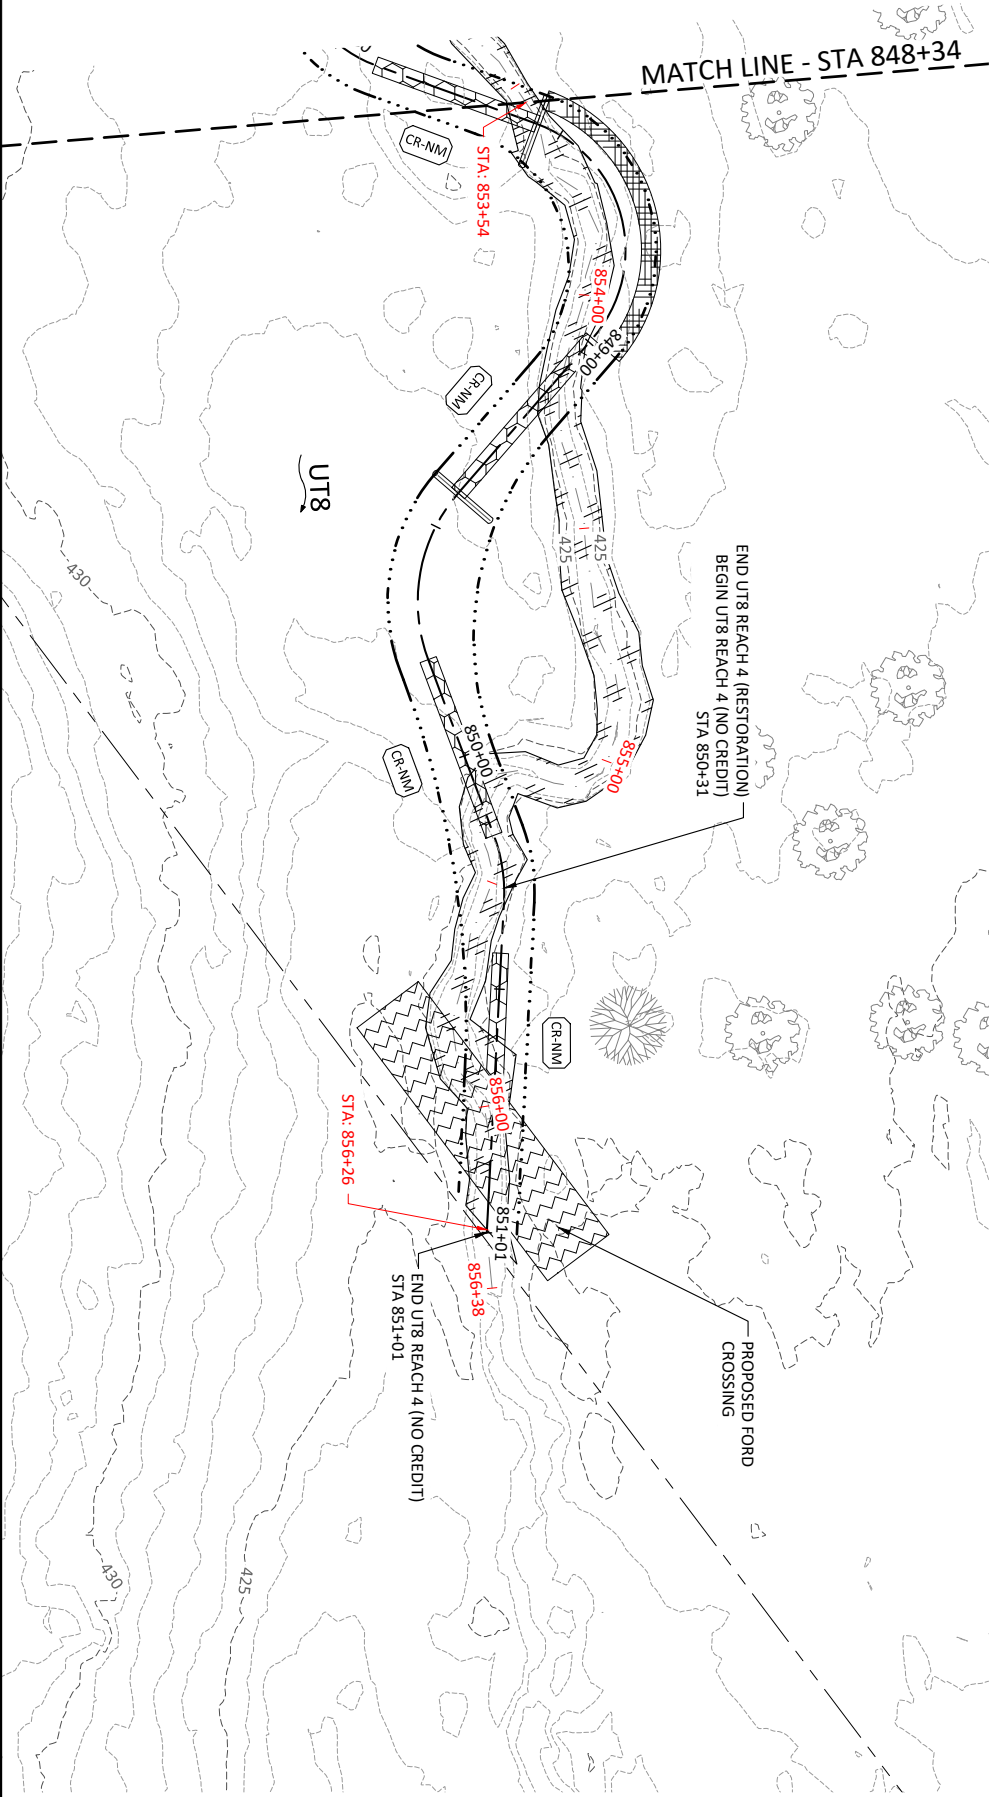 MATCH LINE - STA 848+34
CR-NM
STA: 853+54
854+00
849+00
CR-NM
UT8
425
425
430
END UT8 REACH 4 (RESTORATION)
BEGIN UT8 REACH 4 (NO CREDIT)
STA 850+31
850+00
855+00
CR-NM
CR-NM
856+00
STA: 856+26
851+01
856+38
END UT8 REACH 4 (NO CREDIT)
STA 851+01
PROPOSED FORD
CROSSING
430
425